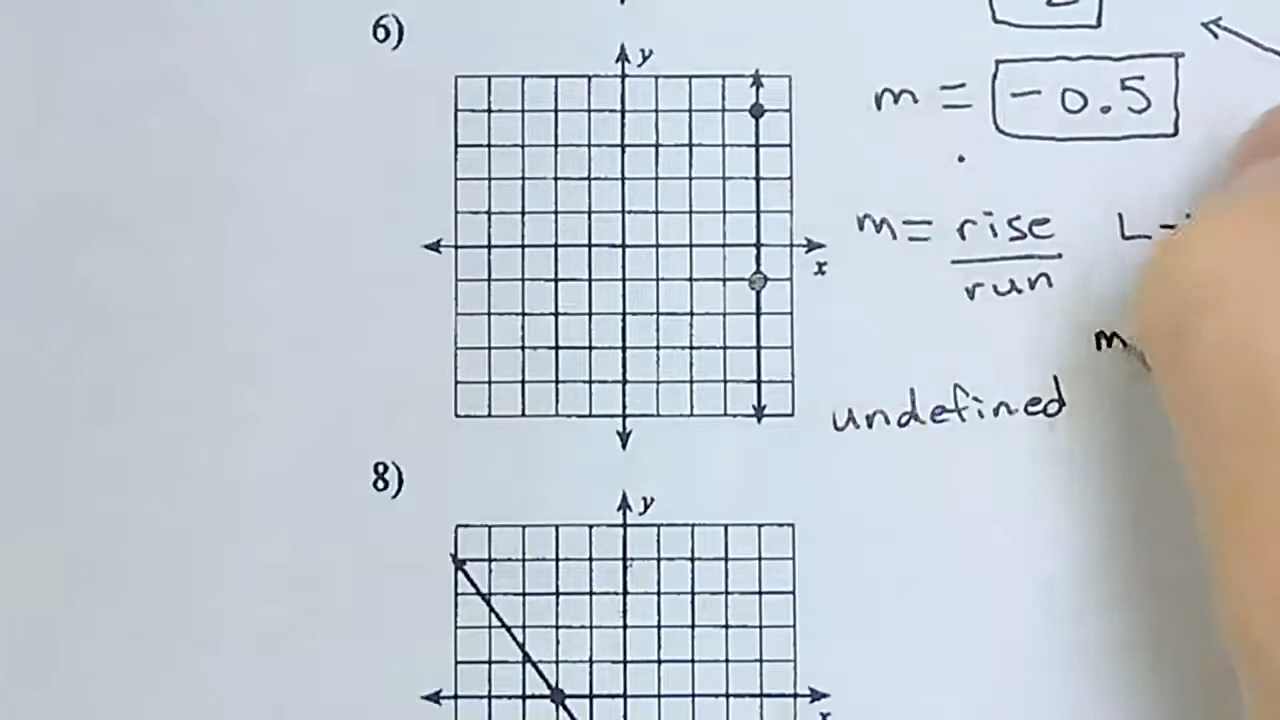 6)
y
m = -0.5
m = rise
run
L-
x
m
undefined
8)
y
x